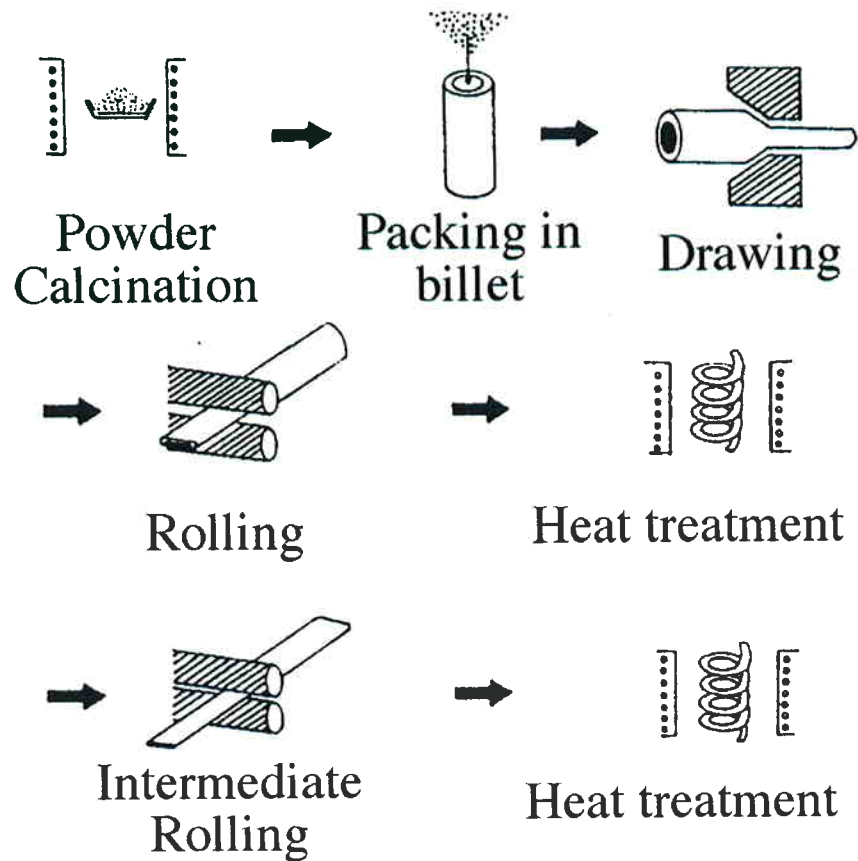 Powder
Calcination
Packing in
billet
Drawing
Rolling
Heat treatment
Intermediate
Rolling
Heat treatment